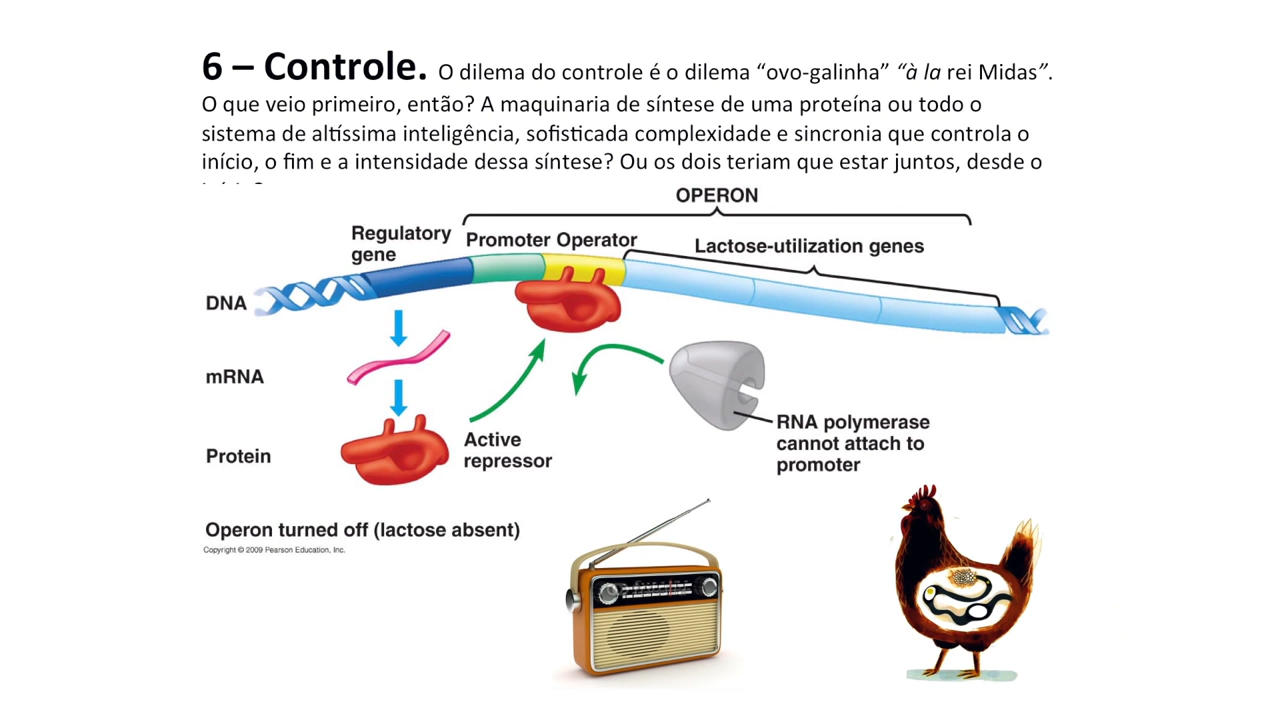 6 – Controle. O dilema do controle é o dilema “ovo-galinha” “à la rei Midas”.
O que veio primeiro, então? A maquinaria de síntese de uma proteína ou todo o
sistema de altíssima inteligência, sofisticada complexidade e sincronia que controla o
início, o fim e a intensidade dessa síntese? Ou os dois teriam que estar juntos, desde o
OPERON
Regulatory
gene
Promoter Operator
Lactose-utilization genes
DNA
mRNA
Protein
Active
repressor
RNA polymerase
cannot attach to
promoter
Operon turned off (lactose absent)
Copyright © 2009 Pearson Education, Inc.